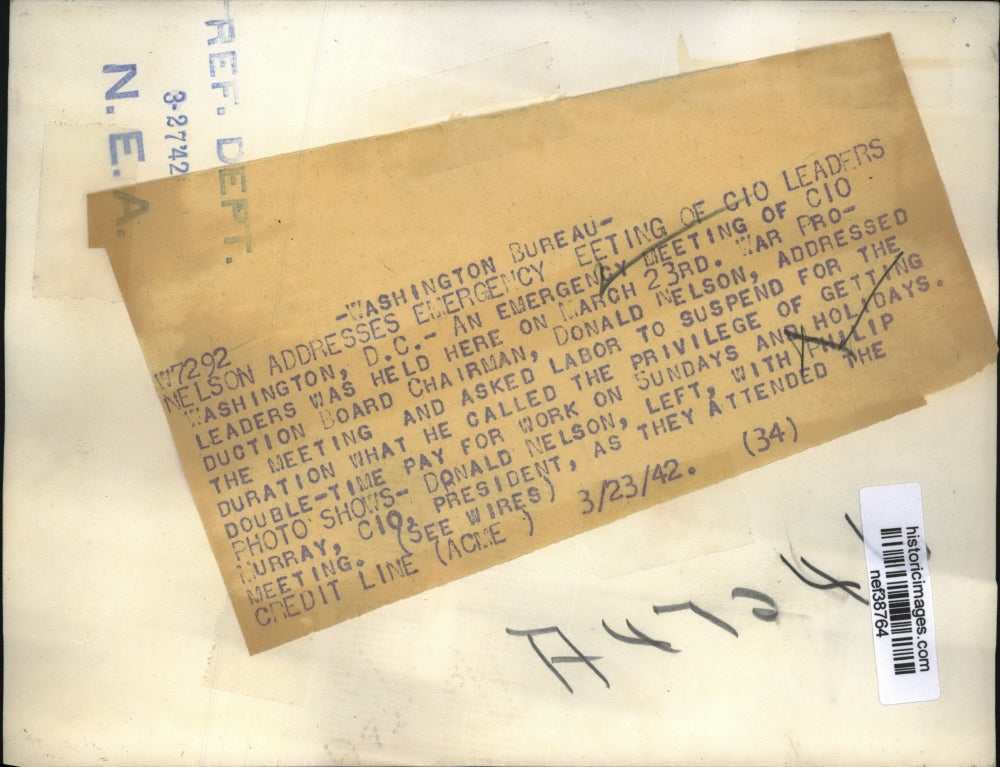 REF. DEPT.
3-2742
N.E.A.
-WASHINGTON BUREAU-
W7292
NELSON ADDRESSES EMERGENCY EETING OF CIO LEADERS
WASHINGTON, D.C.- AN EMERGENCY MEETING OF CIO
LEADERS WAS HELD HERE ON MARCH 23RD. WAR PRO-
DUCTION BOARD CHAIRMAN, DONALD NELSON, ADDRESSED
THE MEETING AND ASKED LABOR TO SUSPEND FOR THE
DURATION WHAT HE CALLED THE PRIVILEGE OF GETTING
DOUBLE-TIME PAY FOR WORK ON SUNDAYS AND HOLIDAYS.
PHOTO SHOWS- DONALD NELSON, LEFT, WITH PHILLIP
MURRAY, CIO, PRESIDENT, AS THEY ATTENDED THE
MEETING. (SEE WIRES)
CREDIT LINE (ACME ) 3/23/42. (34)
historicimages.com
nef38764